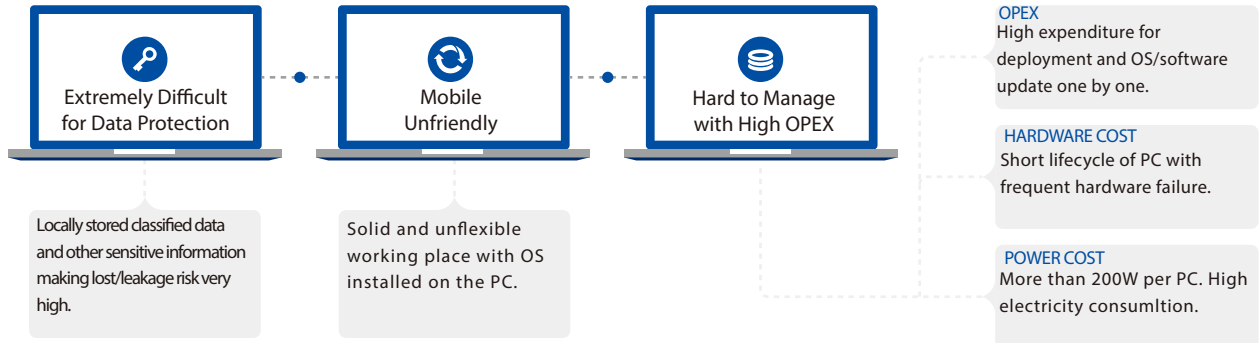 Extremely Difficult
for Data Protection
Mobile
Unfriendly
Hard to Manage
with High OPEX
Locally stored classified data
and other sensitive information
making lost/leakage risk very
high.
Solid and unflexible
working place with OS
installed on the PC.
OPEX
High expenditure for
deployment and OS/software
update one by one.
HARDWARE COST
Short lifecycle of PC with
frequent hardware failure.
POWER COST
More than 200W per PC. High
electricity consumltion.